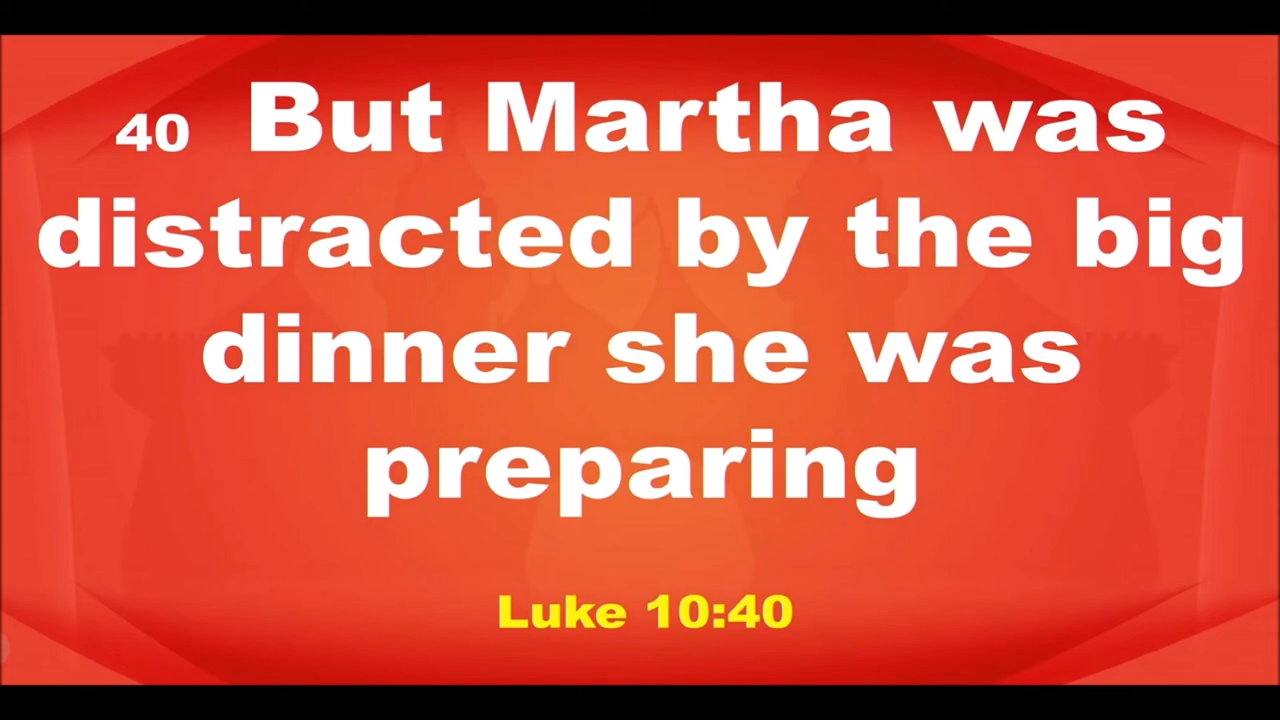 40 But Martha was
distracted by the big
dinner she was
preparing
Luke 10:40